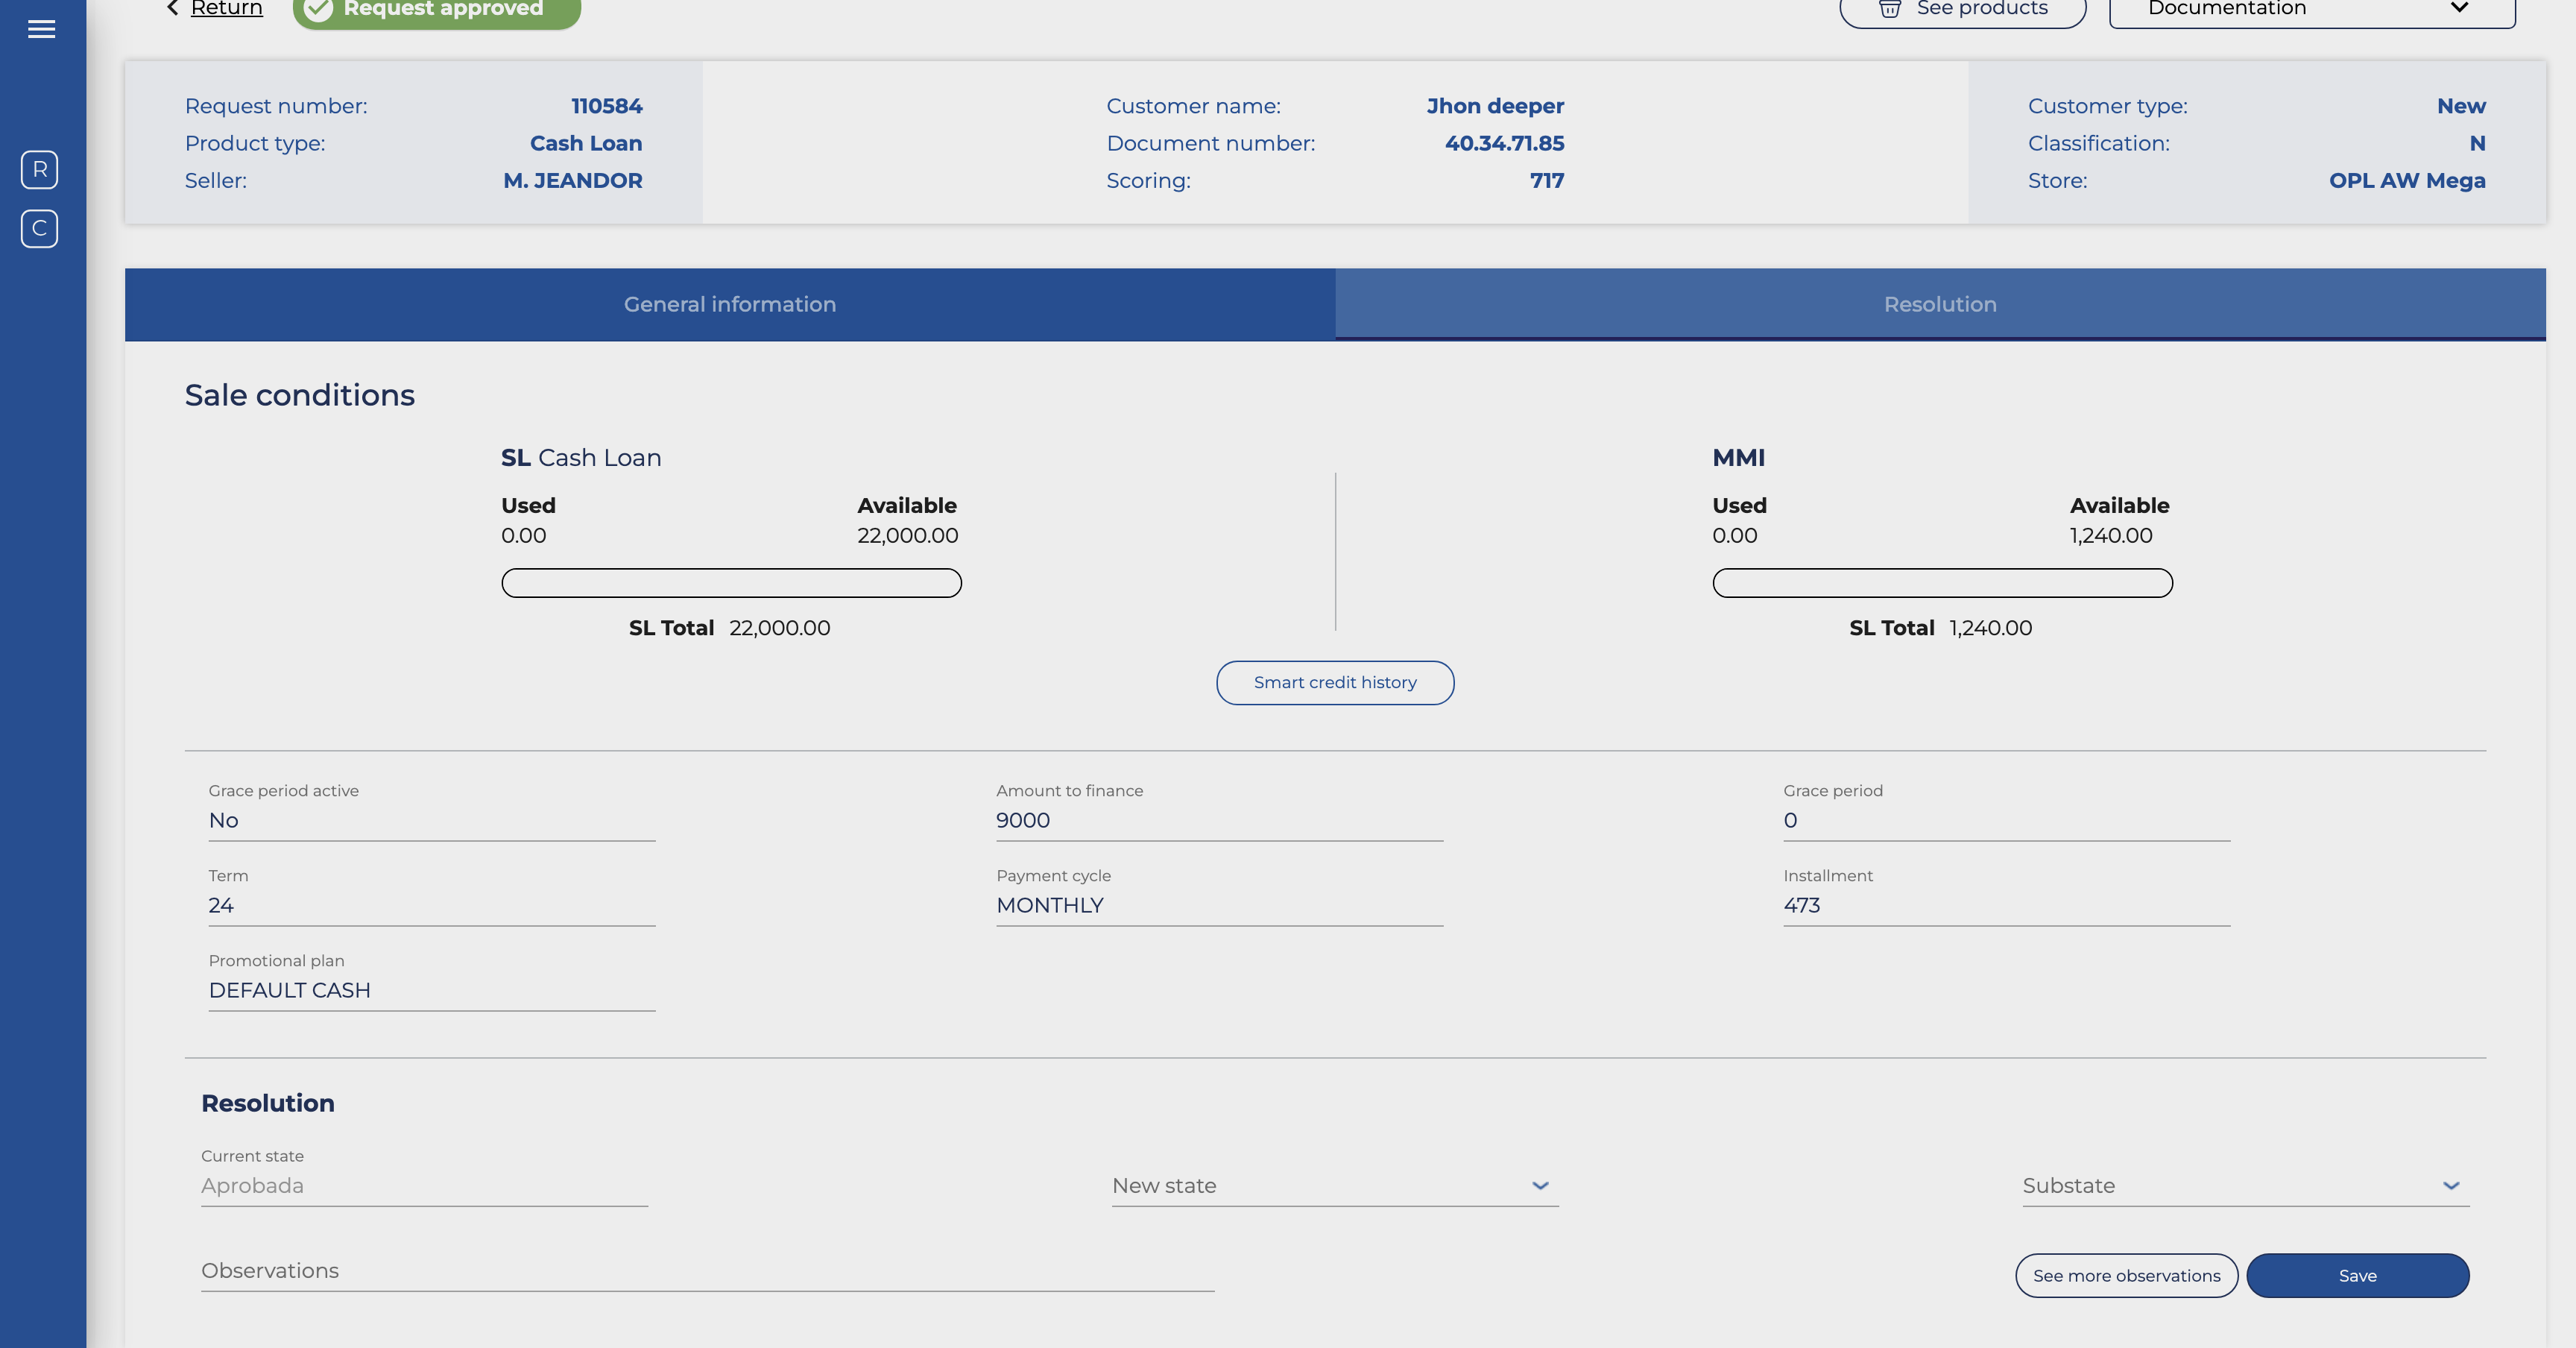 Return
Request approved
See products
Documentation
R
C
Request number: 110584
Product type: Cash Loan
Seller: M. JEANDOR
Customer name: Jhon deeper
Document number: 40.34.71.85
Scoring: 717
Customer type: New
Classification: N
Store: OPL AW Mega
General information
Resolution
Sale conditions
SL Cash Loan
Used Available
0.00 22,000.00
SL Total 22,000.00
MMI
Used Available
0.00 1,240.00
SL Total 1,240.00
Smart credit history
Grace period active
No
Amount to finance
9000
Grace period
0
Term
24
Payment cycle
MONTHLY
Installment
473
Promotional plan
DEFAULT CASH
Resolution
Current state
Aprobada
New state
Substate
Observations
See more observations
Save